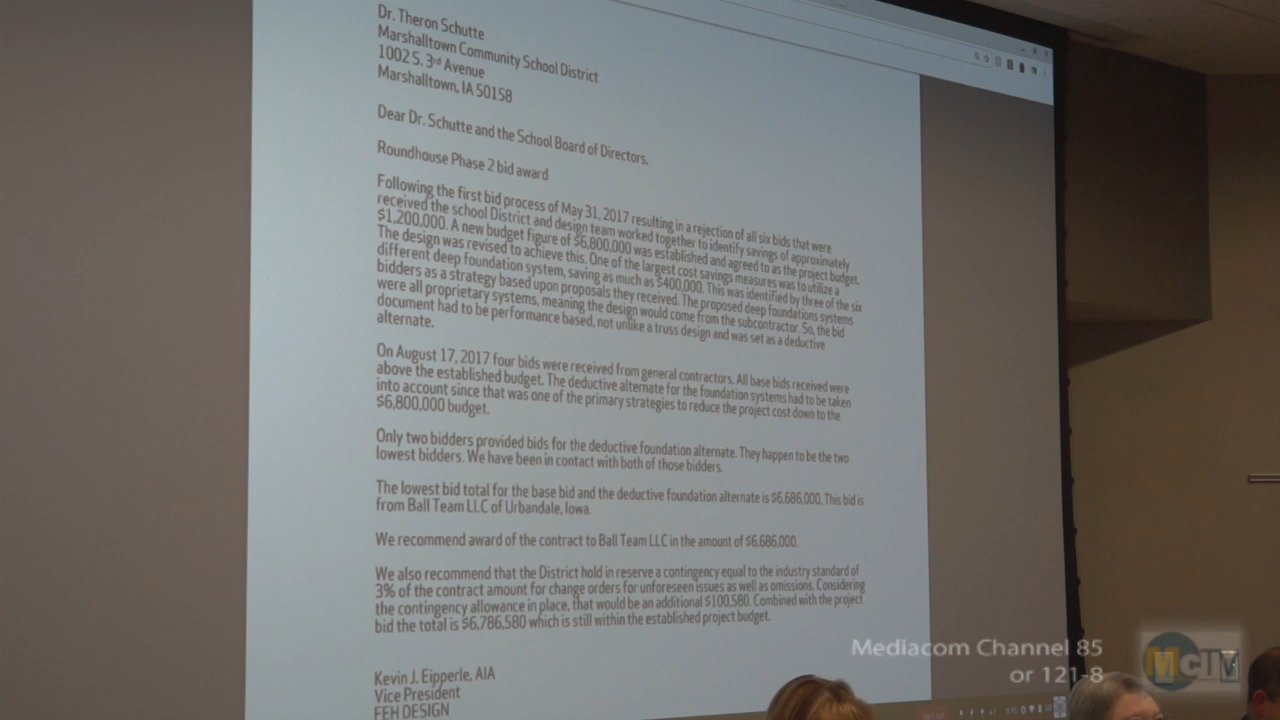 Dr. Theron Schutte
Marshalltown Community School District
1002 S. 3rd Avenue
Marshalltown, IA 50158
Dear Dr. Schutte and the School Board of Directors,
Roundhouse Phase 2 bid award
Following the first bid process of May 31, 2017 resulting in a rejection of all six bids that were
received the school District and design team worked together to identify savings of approximately
$1,200,000. A new budget figure of $6,800,000 was established and agreed to as the project budget.
The design was revised to achieve this. One of the largest cost savings measures was to utilize a
different deep foundation system, saving as much as $400,000. This was identified by three of the six
bidders as a strategy based upon proposals they received. The proposed deep foundations systems
were all proprietary systems, meaning the design would come from the subcontractor. So, the bid
document had to be performance based, not unlike a truss design and was set as a deductive
alternate.
On August 17, 2017 four bids were received from general contractors. All base bids received were
above the established budget. The deductive alternate for the foundation systems had to be taken
into account since that was one of the primary strategies to reduce the project cost down to the
$6,800,000 budget.
Only two bidders provided bids for the deductive foundation alternate. They happen to be the two
lowest bidders. We have been in contact with both of those bidders.
The lowest bid total for the base bid and the deductive foundation alternate is $6,686,000. This bid is
from Ball Team LLC of Urbandale, Iowa.
We recommend award of the contract to Ball Team LLC in the amount of $6,686,000.
We also recommend that the District hold in reserve a contingency equal to the industry standard of
3% of the contract amount for change orders for unforeseen issues as well as omissions. Considering
the contingency allowance in place, that would be an additional $100,580. Combined with the project
bid the total is $6,786,580 which is still within the established project budget.
Kevin J. Eipperle, AIA
Vice President
FEH DESIGN
Mediacom Channel 85
or 121-8
MCTV